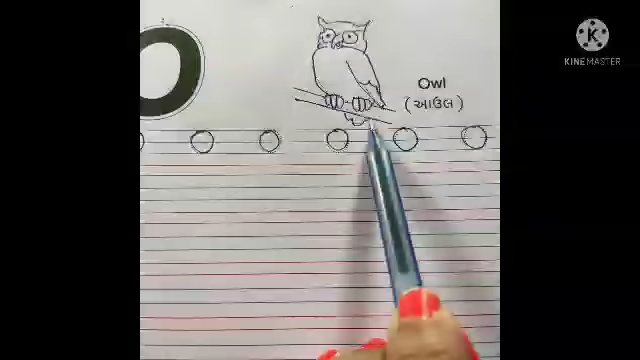 O
Owl
(આઉલ)
O O O O O O
K
KINEMASTER